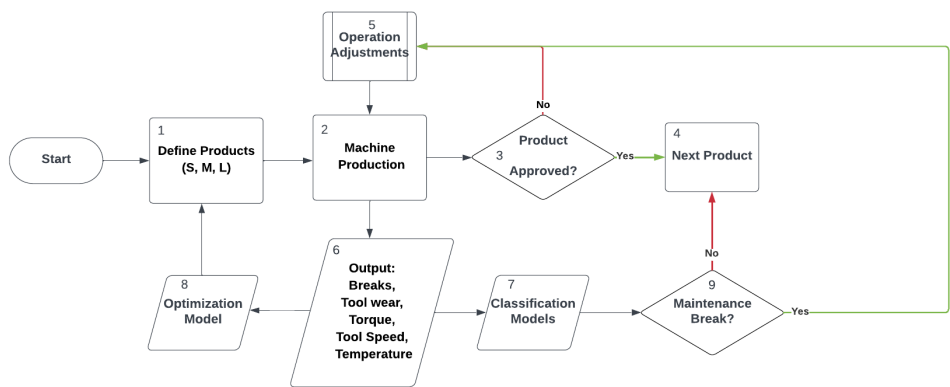 5
Operation
Adjustments
No
Start
1
Define Products
(S, M, L)
2
Machine
Production
Product
3
Approved?
Yes
4
Next Product
6
Output:
Breaks,
Tool wear,
Torque,
Tool Speed,
Temperature
8
Optimization
Model
7
Classification
Models
No
9
Maintenance
Break?
Yes